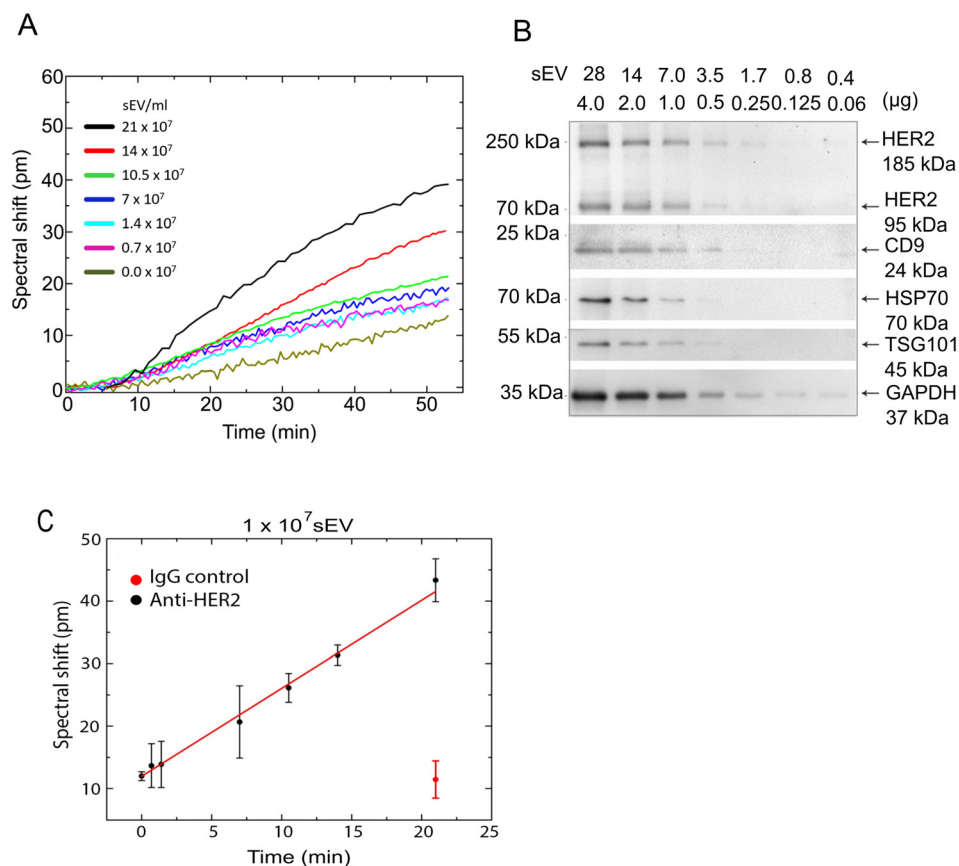 A
60
50
40
30
20
10
0
Spectral shift (pm)
sEV/ml
21 x 10⁷
14 x 10⁷
10.5 x 10⁷
7 x 10⁷
1.4 x 10⁷
0.7 x 10⁷
0.0 x 10⁷
0 10 20 30 40 50
Time (min)
B
sEV 28 14 7.0 3.5 1.7 0.8 0.4
4.0 2.0 1.0 0.5 0.25 0.125 0.06 (µg)
250 kDa
←HER2
185 kDa
70 kDa
HER2
95 kDa
25 kDa
←CD9
24 kDa
70 kDa
←HSP70
70 kDa
55 kDa
←TSG101
45 kDa
35 kDa
←GAPDH
37 kDa
C
1 x 10⁷sEV
50
40
30
20
10
Spectral shift (pm)
IgG control
Anti-HER2
0 5 10 15 20 25
Time (min)